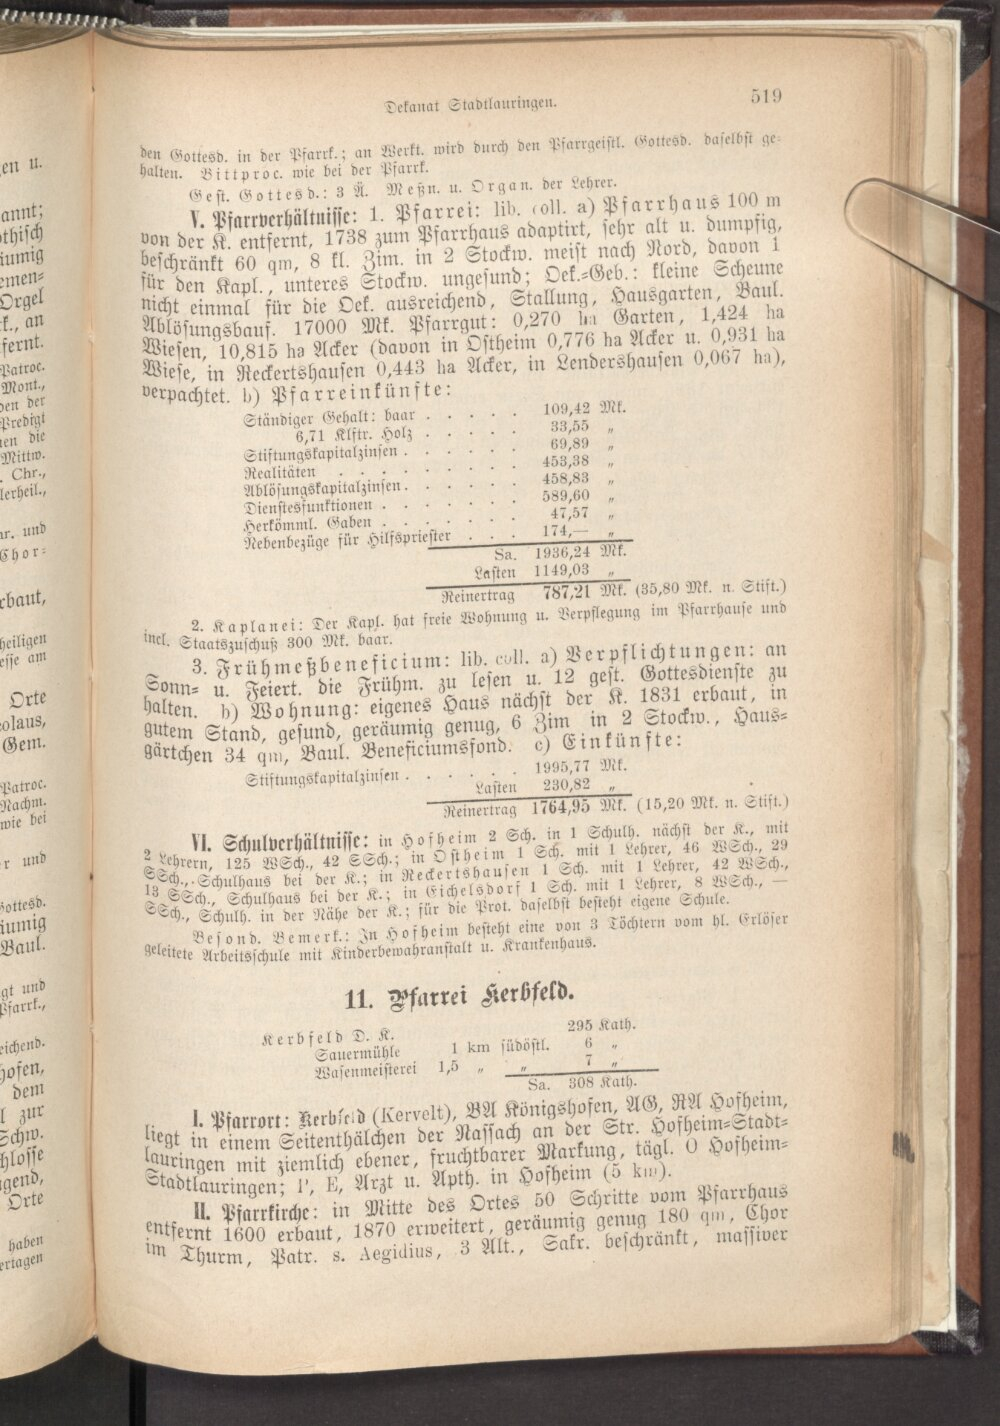 Dekanat Stadtlauringen.
519
den Gottesd. in der Pfarrk.; an Werkt. wird durch den Pfarrgeistl. Gottesd. daselbst ge-
halten. Bittproc. wie bei der Pfarrk.
Gest. Gottesd.: 3 Ä. Meßn. u. Organ. der Lehrer.
V. Pfarrverhältnisse: 1. Pfarrei: lib. coll. a) Pfarrhaus 100 m
von der K. entfernt, 1738 zum Pfarrhaus adaptirt, sehr alt u. dumpfig,
beschränkt 60 qm, 8 kl. Zim. in 2 Stockw. meist nach Nord, davon 1
für den Kapl., unteres Stockw. ungesund; Oek.-Geb.: kleine Scheune
nicht einmal für die Oek. ausreichend, Stallung, Hausgarten, Baul.
Ablösungsbauf. 17000 Mk. Pfarrgut: 0,270 ha Garten, 1,424 ha
Wiesen, 10,815 ha Acker (davon in Ostheim 0,776 ha Acker u. 0,931 ha
Wiese, in Reckertshausen 0,443 ha Acker, in Lendershausen 0,067 ha),
verpachtet. b) Pfarreinkünfte:
Ständiger Gehalt: baar . . . . . 109,42 Mk.
6,71 Klftr. Holz . . . . . 33,55 „
Stiftungskapitalzinsen . . . . . 69,89 „
Realitäten . . . . . . . 453,38 „
Ablösungskapitalzinsen . . . . . 458,83 „
Dienstesfunktionen . . . . . . 589,60 „
Herkömml. Gaben . . . . . . 47,57 „
Nebenbezüge für Hilfspriester . . . 174,— „
Sa. 1936,24 Mk.
Lasten 1149,03 „
Reinertrag 787,21 Mk. (35,80 Mk. n. Stift.)
2. Kaplanei: Der Kapl. hat freie Wohnung u. Verpflegung im Pfarrhause und
incl. Staatszuschuß 300 Mk. baar.
3. Frühmeßbeneficium: lib. coll. a) Verpflichtungen: an
Sonn= u. Feiert. die Frühm. zu lesen u. 12 gest. Gottesdienste zu
halten. b) Wohnung: eigenes Haus nächst der K. 1831 erbaut, in
gutem Stand, gesund, geräumig genug, 6 Zim in 2 Stockw., Haus=
gärtchen 34 qm, Baul. Beneficiumsfond. c) Einkünfte:
Stiftungskapitalzinsen . . . . . . 1995,77 Mk.
Lasten 230,82 „
Reinertrag 1764,95 Mk. (15,20 Mk. n. Stift.)
VI. Schulverhältnisse: in Hofheim 2 Sch. in 1 Schulh. nächst der K., mit
2 Lehrern, 125 WSch., 42 SSch.; in Ostheim 1 Sch. mit 1 Lehrer, 46 WSch., 29
SSch., Schulhaus bei der K.; in Reckertshausen 1 Sch. mit 1 Lehrer, 42 WSch.,
13 SSch., Schulhaus bei der K.; in Eichelsdorf 1 Sch. mit 1 Lehrer, 8 WSch., —
SSch., Schulh. in der Nähe der K.; für die Prot. daselbst besteht eigene Schule.
Besond. Bemerk.: In Hofheim besteht eine von 3 Töchtern vom hl. Erlöser
geleitete Arbeitsschule mit Kinderbewahranstalt u. Krankenhaus.
11. Pfarrei Kerbfeld.
Kerbfeld D. K. 295 Kath.
Sauermühle 1 km südöstl. 6 „
Wasenmeisterei 1,5 „ „ 7 „
Sa. 308 Kath.
I. Pfarrort: Kerbfeld (Kervelt), BA Königshofen, AG, RA Hofheim,
liegt in einem Seitenthälchen der Nassach an der Str. Hofheim=Stadt=
lauringen mit ziemlich ebener, fruchtbarer Markung, tägl. O Hofheim=
Stadtlauringen; P, E, Arzt u. Apth. in Hofheim (5 km).
II. Pfarrkirche: in Mitte des Ortes 50 Schritte vom Pfarrhaus
entfernt 1600 erbaut, 1870 erweitert, geräumig genug 180 qm, Chor
im Thurm, Patr. s. Aegidius, 3 Alt., Sakr. beschränkt, massiver